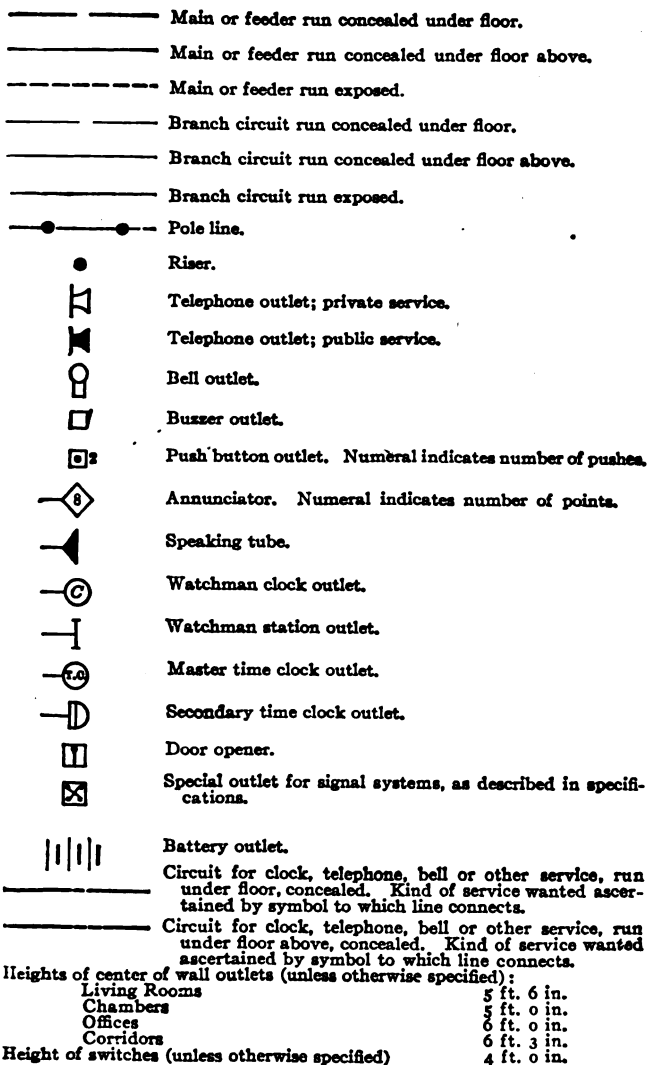 Main or feeder run concealed under floor.
Main or feeder run concealed under floor above.
Main or feeder run exposed.
Branch circuit run concealed under floor.
Branch circuit run concealed under floor above.
Branch circuit run exposed.
Pole line.
Riser.
Telephone outlet; private service.
Telephone outlet; public service.
Bell outlet.
Buzzer outlet.
2 Push button outlet. Numeral indicates number of pushes.
8 Annunciator. Numeral indicates number of points.
Speaking tube.
C Watchman clock outlet.
Watchman station outlet.
T.C. Master time clock outlet.
Secondary time clock outlet.
Door opener.
Special outlet for signal systems, as described in specifi-
cations.
Battery outlet.
Circuit for clock, telephone, bell or other service, run
under floor, concealed. Kind of service wanted ascer-
tained by symbol to which line connects.
Circuit for clock, telephone, bell or other service, run
under floor above, concealed. Kind of service wanted
ascertained by symbol to which line connects.
Heights of center of wall outlets (unless otherwise specified):
Living Rooms 5 ft. 6 in.
Chambers 5 ft. 0 in.
Offices 6 ft. 0 in.
Corridors 6 ft. 3 in.
Height of switches (unless otherwise specified) 4 ft. 0 in.